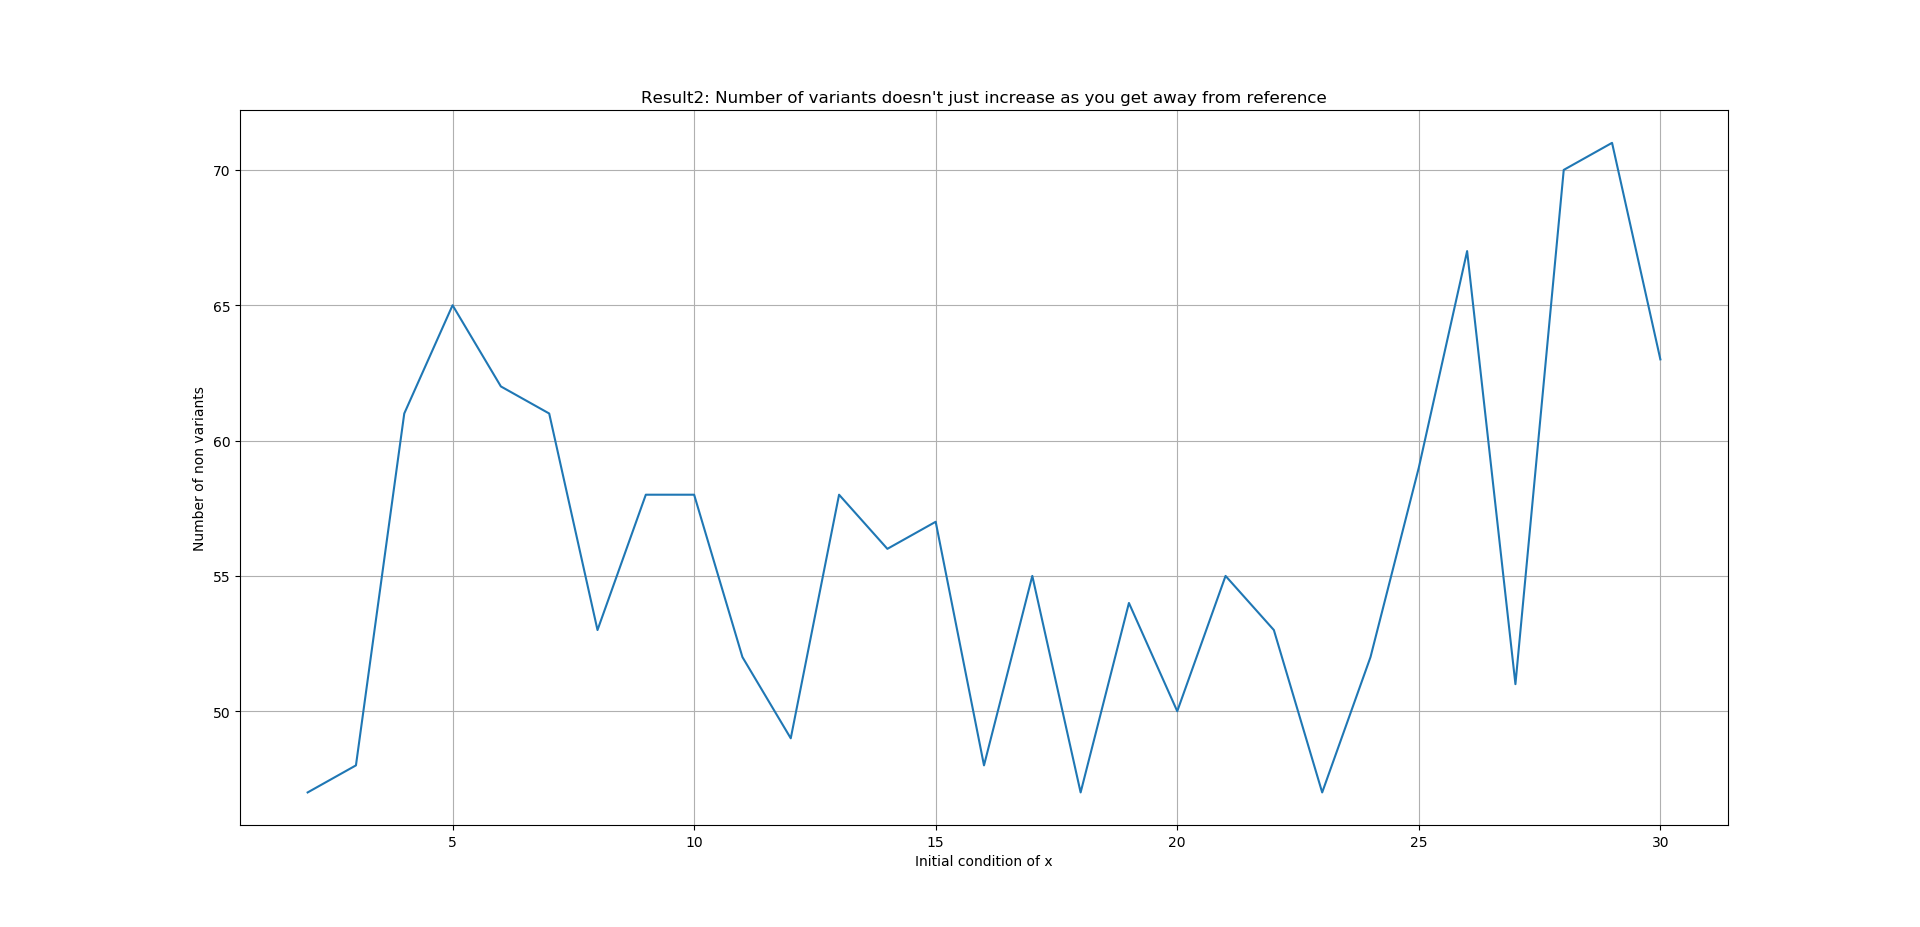 Result2: Number of variants doesn't just increase as you get away from reference
70
65
60
55
50
Number of non variants
5 10 15 20 25 30
Initial condition of x